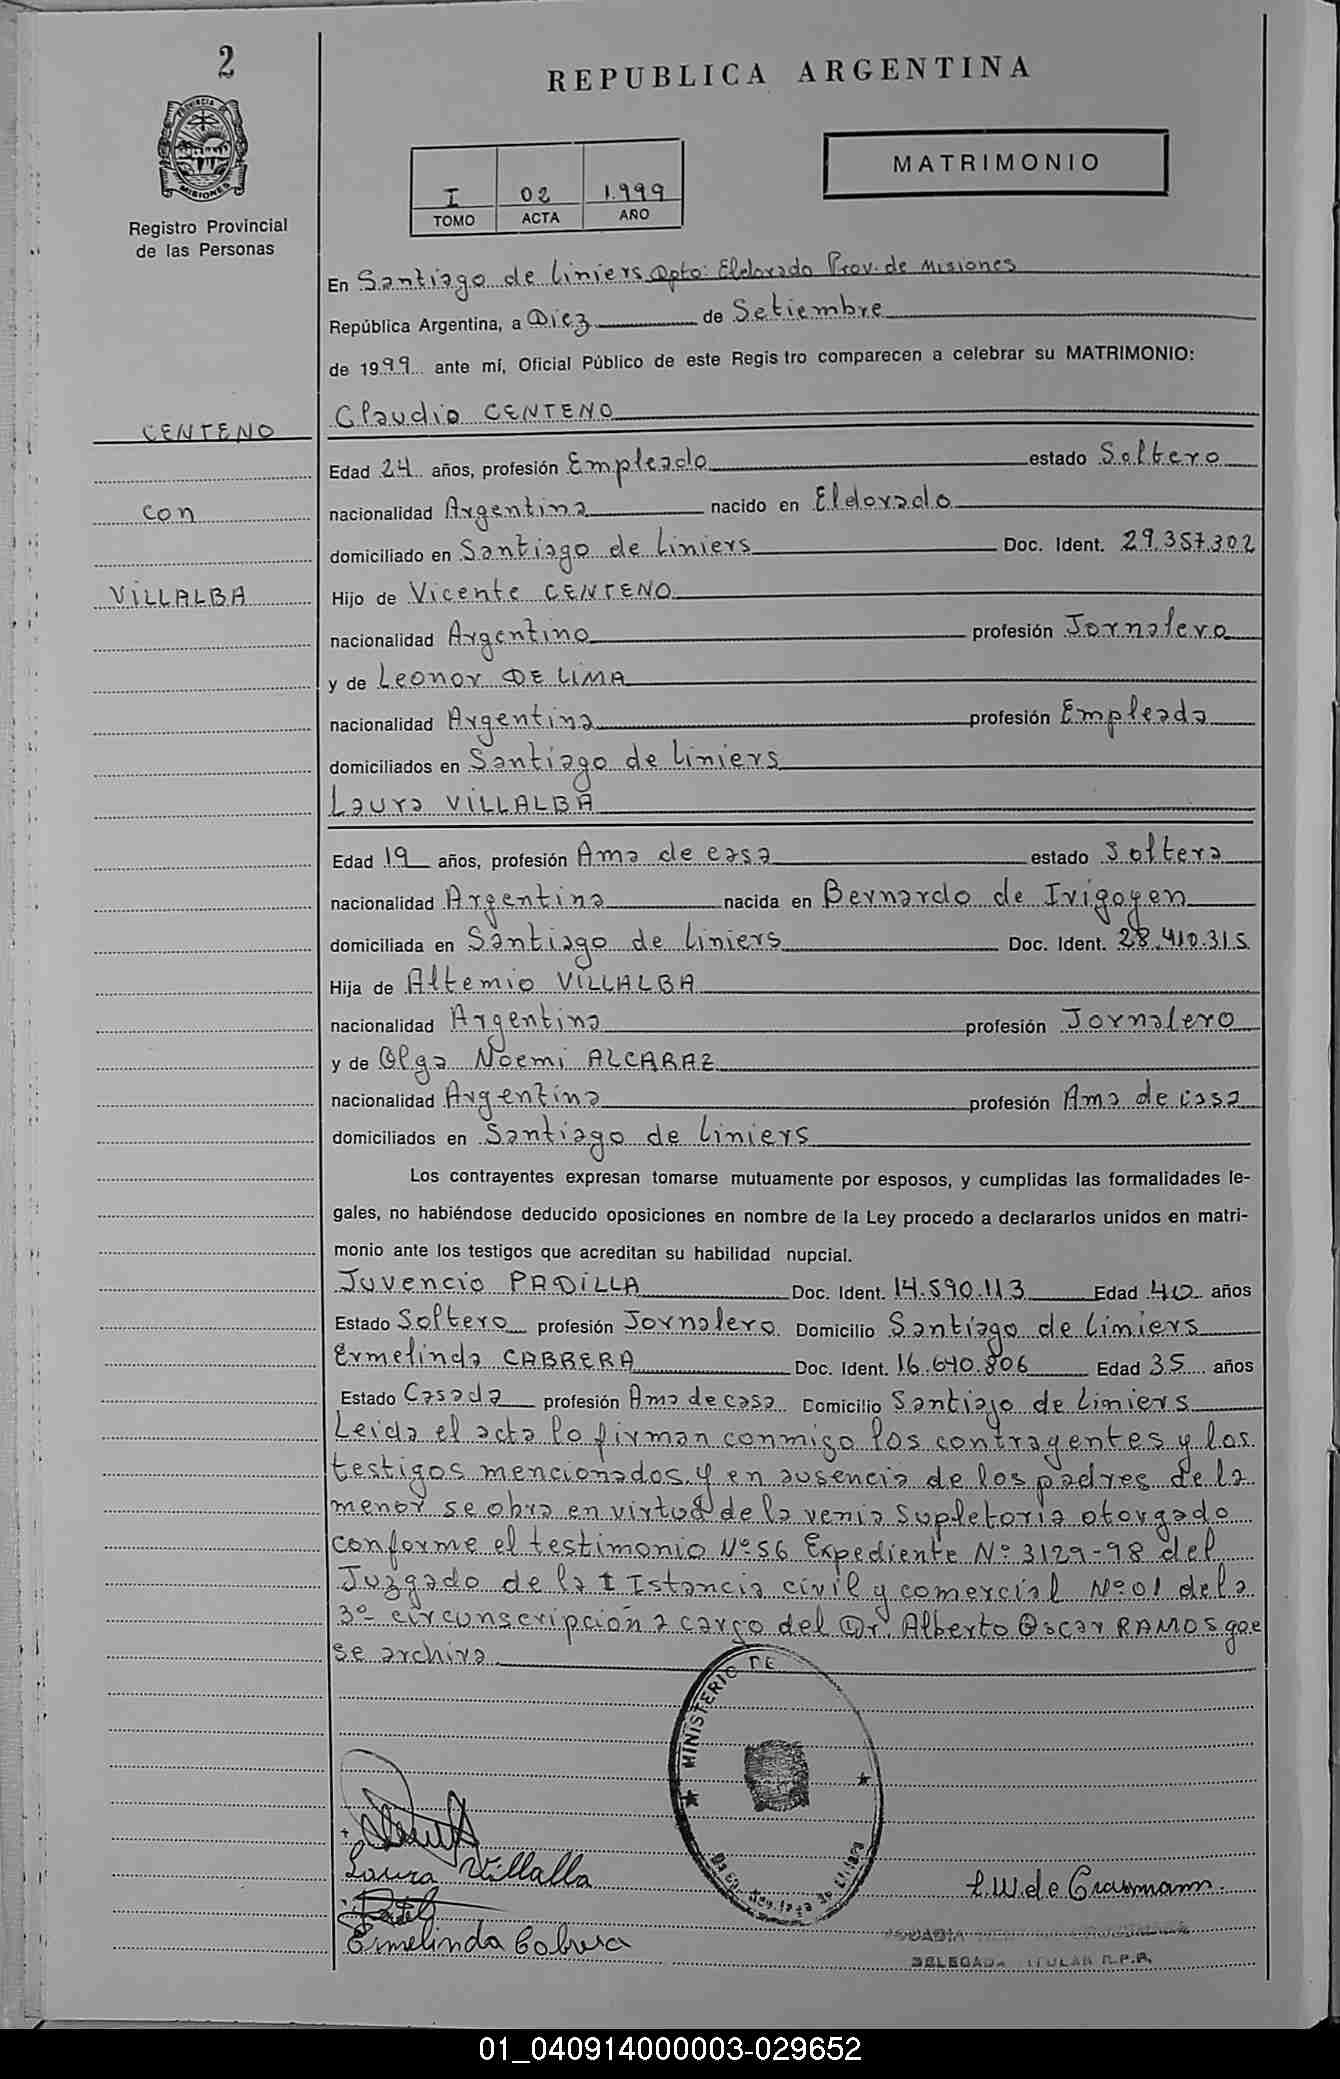 2
REPUBLICA ARGENTINA
PROVINCIA DE
MISIONES
Registro Provincial
de las Personas
I 02 1.999
TOMO ACTA AÑO
MATRIMONIO
En Santiago de Liniers Dpto: Eldorado Prov. de Misiones
República Argentina, a Diez de Setiembre
de 1999 ante mí, Oficial Público de este Registro comparecen a celebrar su MATRIMONIO:
CENTENO
Claudio CENTENO
Edad 24 años, profesión Empleado estado Soltero
con
nacionalidad Argentina nacido en Eldorado
domiciliado en Santiago de Liniers Doc. Ident. 29.357.302
VILLALBA
Hijo de Vicente CENTENO
nacionalidad Argentino profesión Jornalero
y de Leonor DE LIMA
nacionalidad Argentina profesión Empleada
domiciliados en Santiago de Liniers
Laura VILLALBA
Edad 19 años, profesión Ama de casa estado Soltera
nacionalidad Argentina nacida en Bernardo de Irigoyen
domiciliada en Santiago de Liniers Doc. Ident. 28.410.315
Hija de Altemio VILLALBA
nacionalidad Argentina profesión Jornalero
y de Olga Noemi ALCARAZ
nacionalidad Argentina profesión Ama de casa
domiciliados en Santiago de Liniers
Los contrayentes expresan tomarse mutuamente por esposos, y cumplidas las formalidades le-
gales, no habiéndose deducido oposiciones en nombre de la Ley procedo a declararlos unidos en matri-
monio ante los testigos que acreditan su habilidad nupcial.
Juvencio PADILLA Doc. Ident. 14.590.113 Edad 40 años
Estado Soltero profesión Jornalero Domicilio Santiago de Liniers
Ermelinda CABRERA Doc. Ident. 16.640.806 Edad 35 años
Estado Casada profesión Ama de casa Domicilio Santiago de Liniers
Leida el acta lo firman conmigo los contragentes y los
testigos mencionados y en ausencia de los padres de la
menor se obra en virtud de la venia supletoria otorgado
conforme el testimonio Nº 56 Expediente Nº 3129-98 del
Juzgado de la I Istancia civil y comercial Nº 01 de la
3º circunscripción a cargo del Dr. Alberto Oscar RAMOS goe
se archiva
MINISTERIO DE
Laura Villalla
L.W.de Crasmann.
Ermelinda Cabrera
DELEGADA TITULAR R.P.P.
01_040914000003-029652